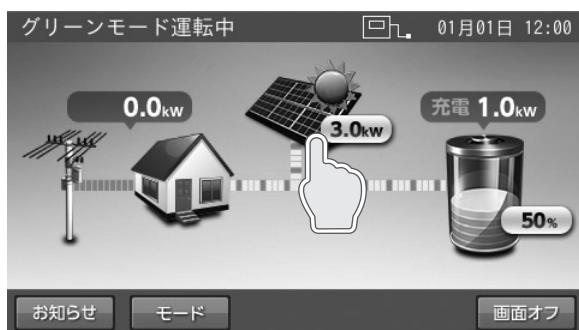 グリーンモード運転中 01月01日 12:00
0.0kw
3.0kw
充電 1.0kw
50%
お知らせ モード 画面オフ